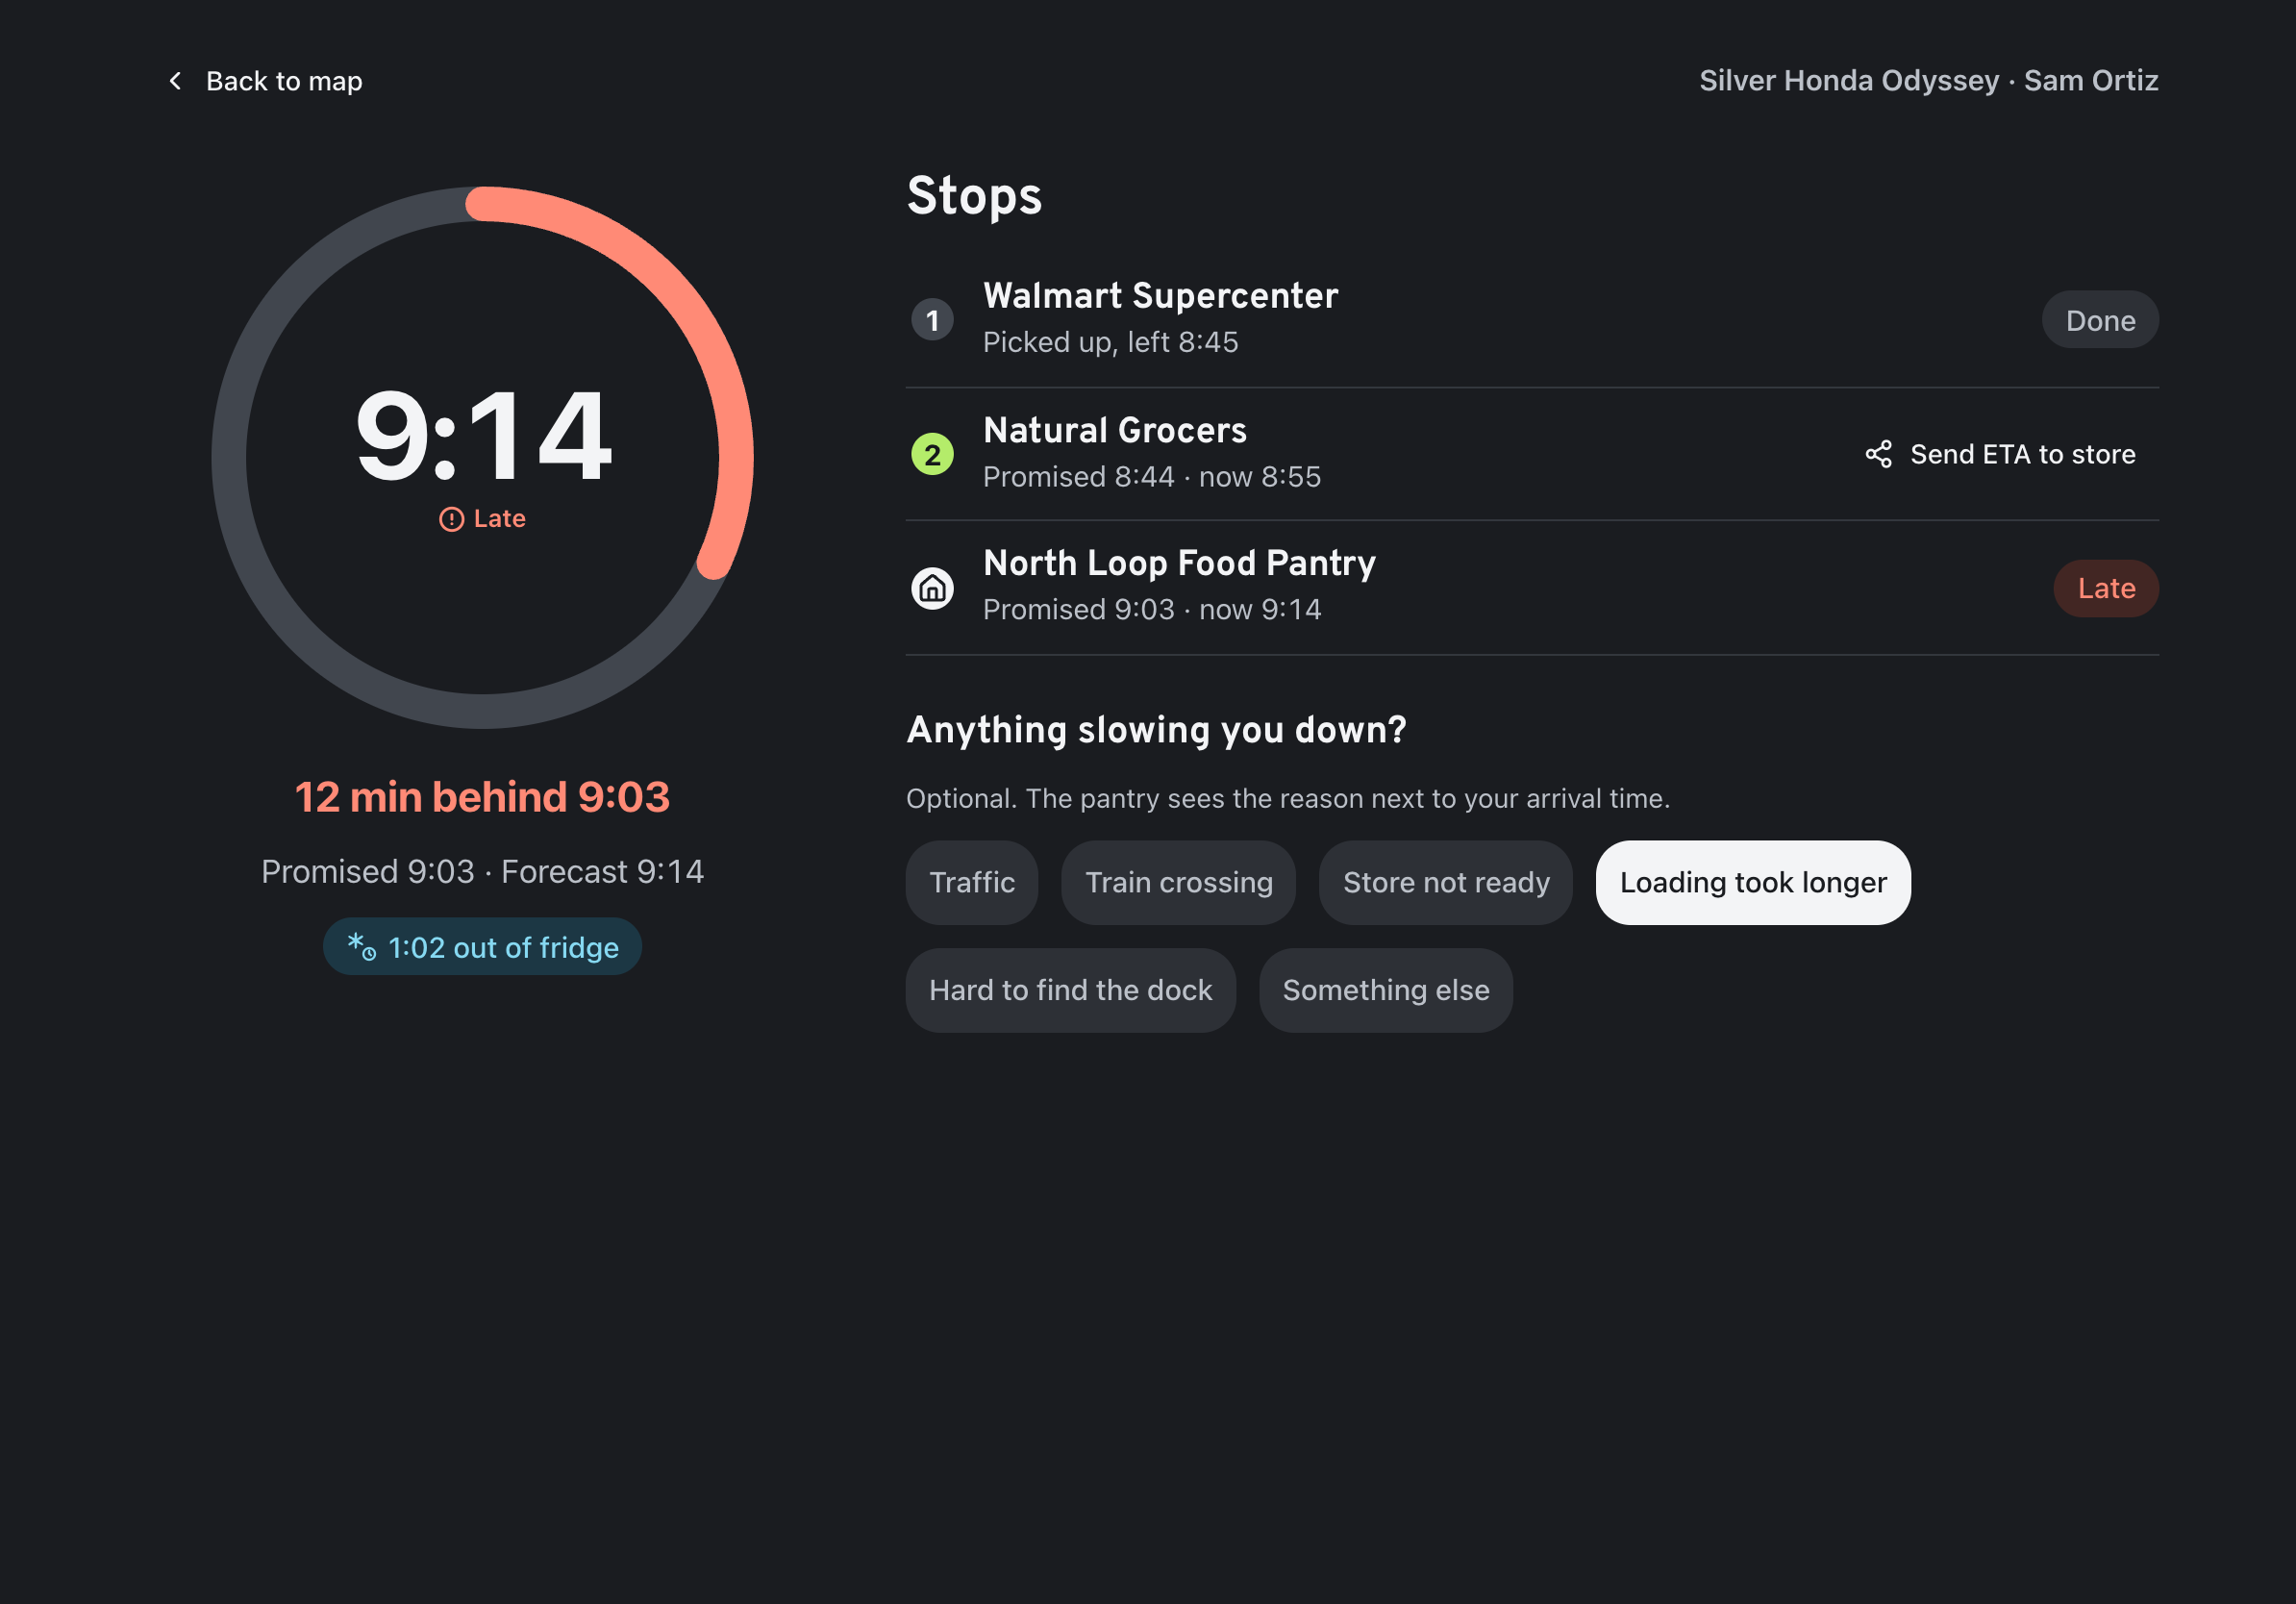 Back to map
Silver Honda Odyssey · Sam Ortiz
9:14
Late
12 min behind 9:03
Promised 9:03 · Forecast 9:14
1:02 out of fridge
Stops
1
Walmart Supercenter
Picked up, left 8:45
Done
2
Natural Grocers
Promised 8:44 · now 8:55
Send ETA to store
North Loop Food Pantry
Promised 9:03 · now 9:14
Late
Anything slowing you down?
Optional. The pantry sees the reason next to your arrival time.
Traffic
Train crossing
Store not ready
Loading took longer
Hard to find the dock
Something else